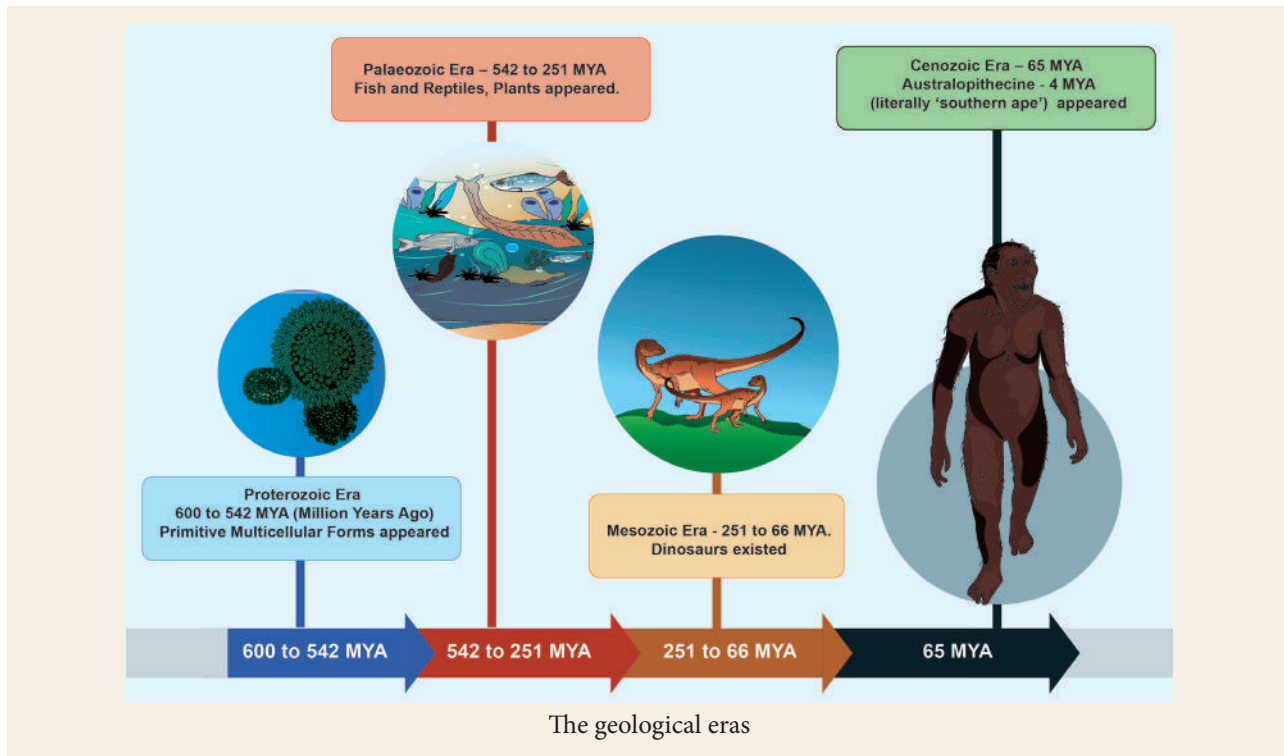 Palaeozoic Era – 542 to 251 MYA
Fish and Reptiles, Plants appeared.
Cenozoic Era – 65 MYA
Australopithecine - 4 MYA
(literally ‘southern ape’) appeared
Proterozoic Era
600 to 542 MYA (Million Years Ago)
Primitive Multicellular Forms appeared
Mesozoic Era - 251 to 66 MYA.
Dinosaurs existed
600 to 542 MYA
542 to 251 MYA
251 to 66 MYA
65 MYA
The geological eras